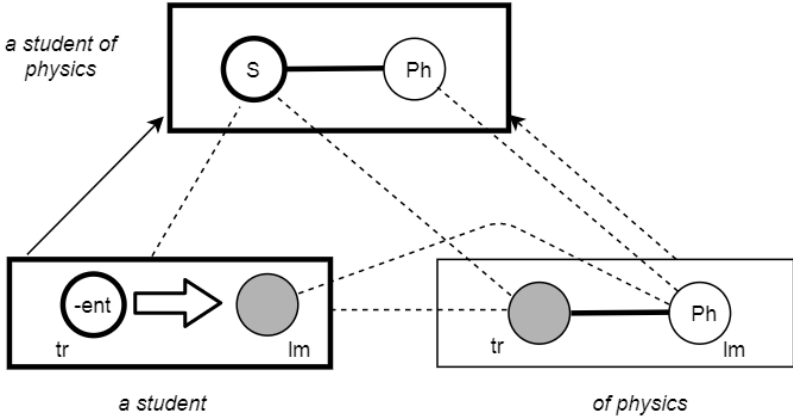 a student of
physics
S
Ph
-ent
tr
lm
Ph
tr
lm
a student
of physics